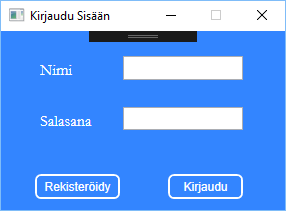 Kirjaudu Sisään
Nimi
Salasana
Rekisteröidy Kirjaudu